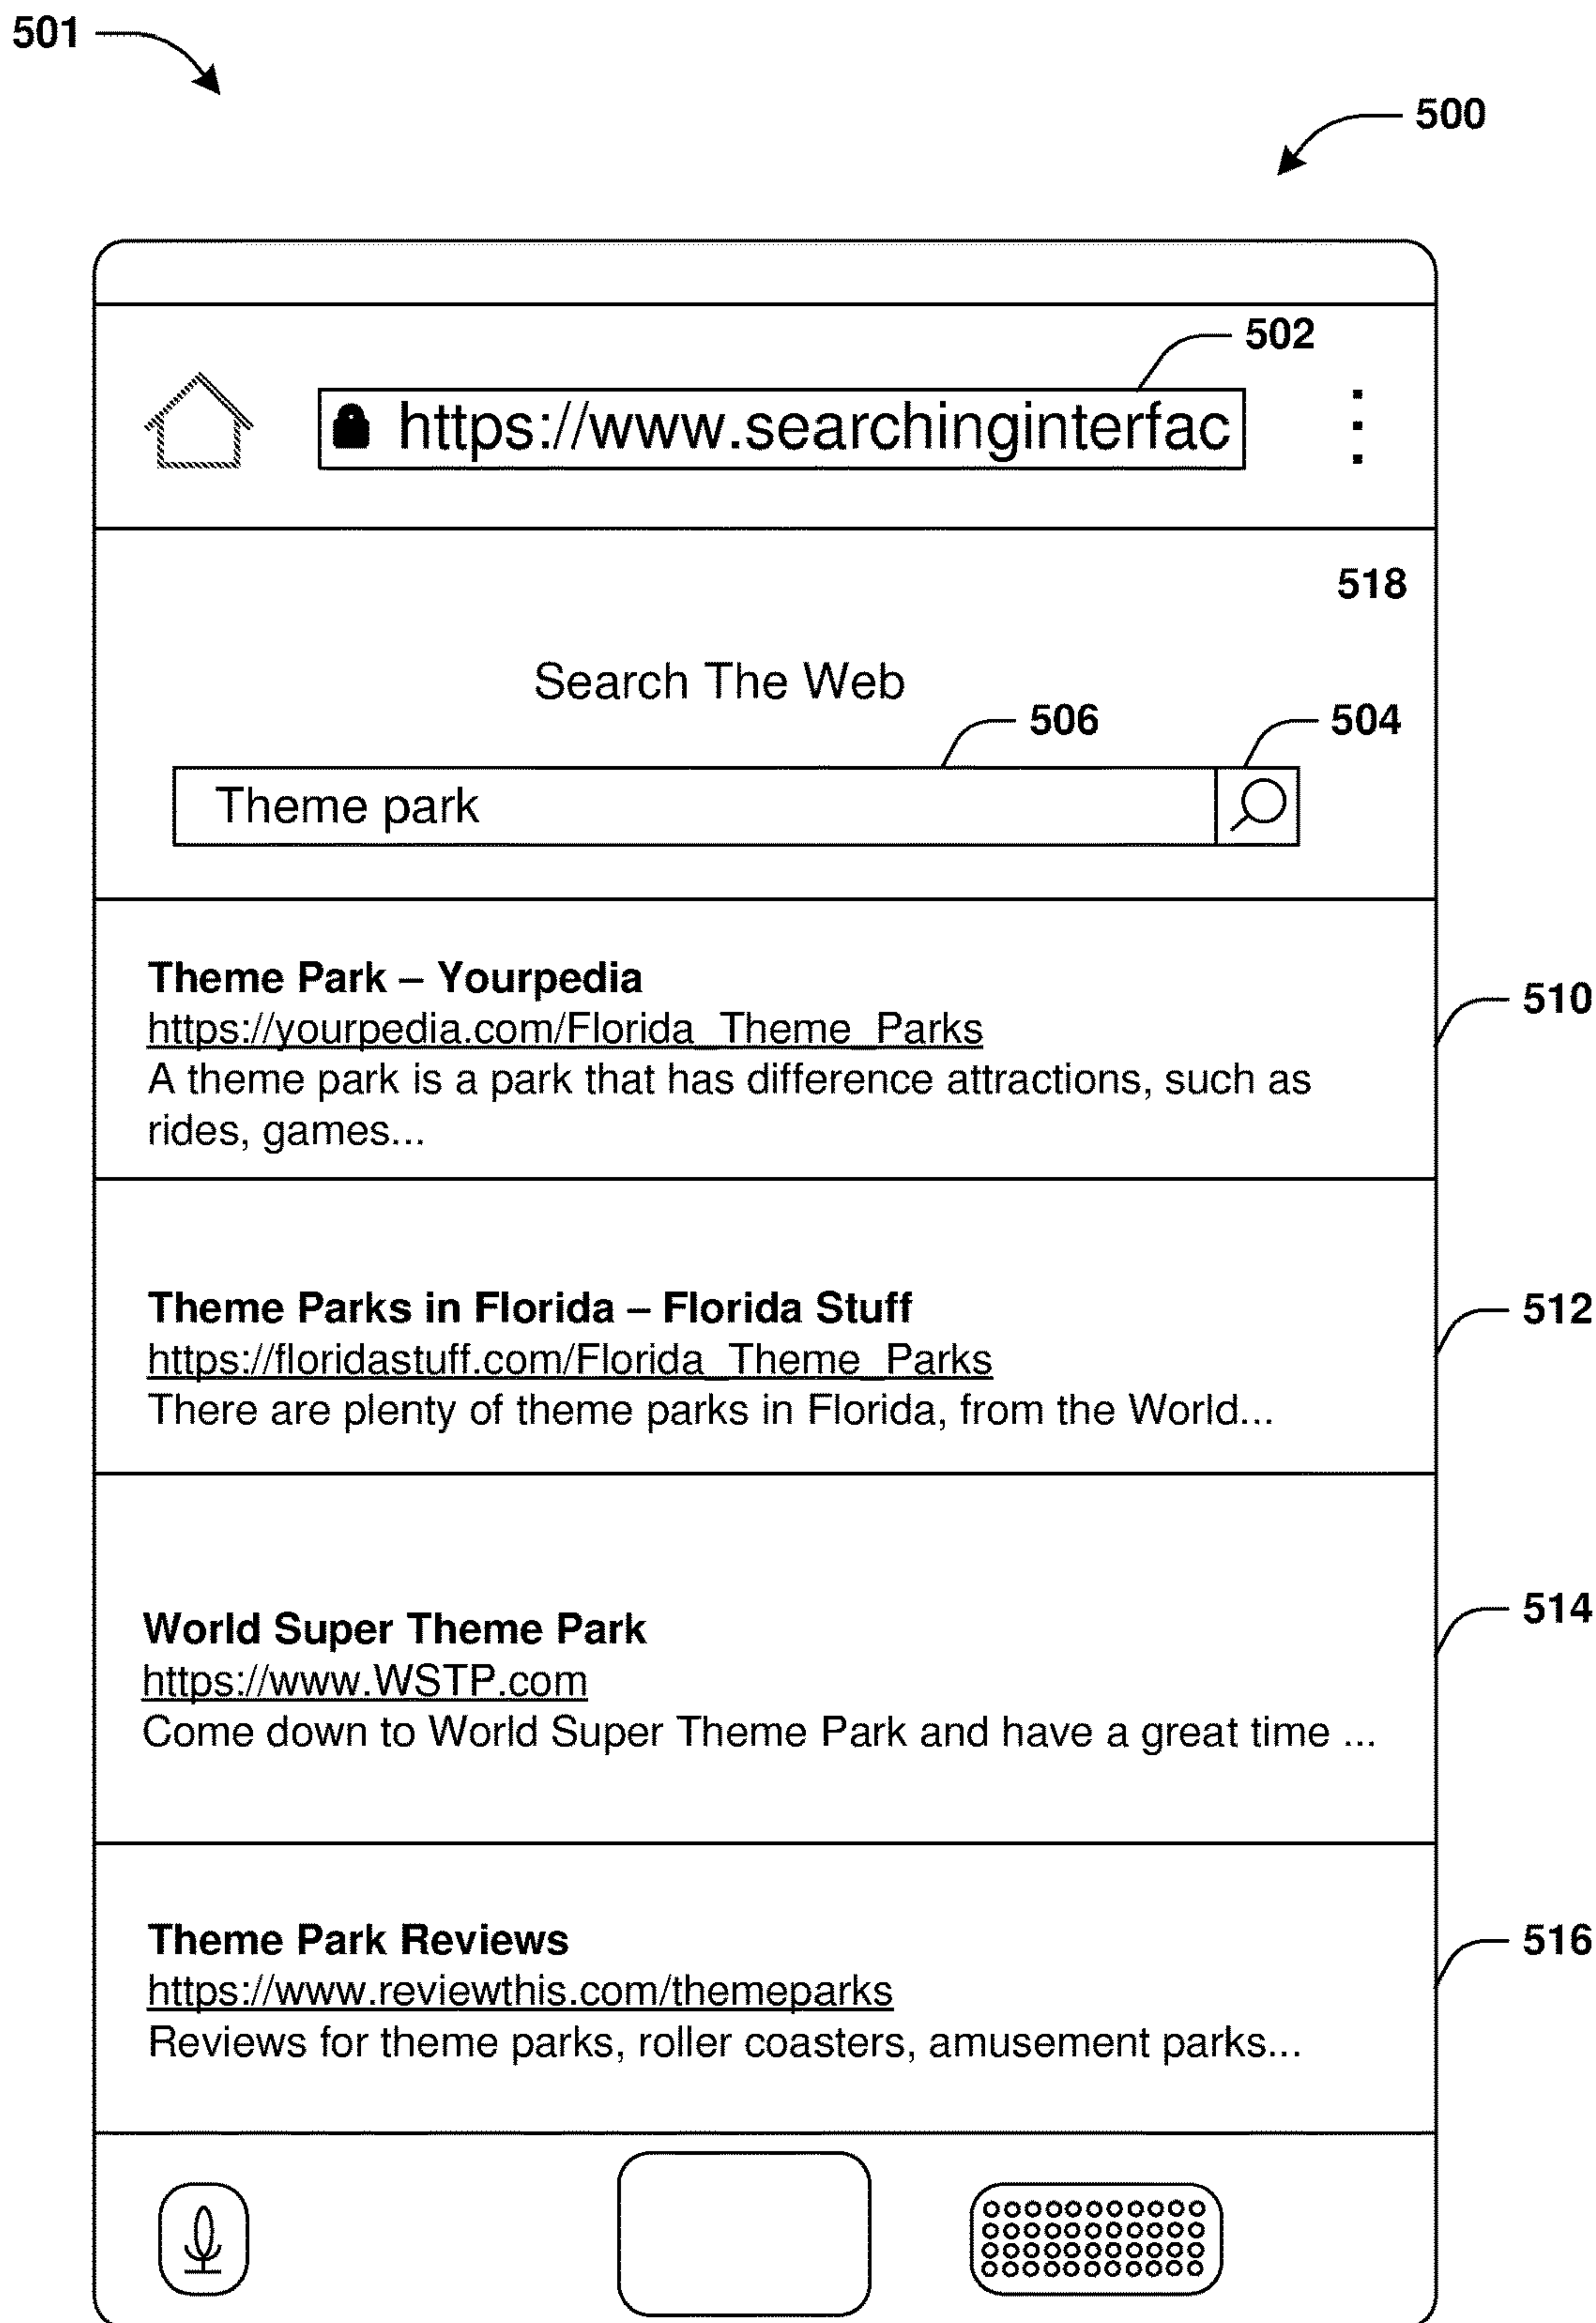 501
500
502
https://www.searchinginterfac
518
Search The Web
506
504
Theme park
Theme Park – Yourpedia
510
https://yourpedia.com/Florida_Theme_Parks
A theme park is a park that has difference attractions, such as
rides, games...
Theme Parks in Florida – Florida Stuff
512
https://floridastuff.com/Florida_Theme_Parks
There are plenty of theme parks in Florida, from the World...
514
World Super Theme Park
https://www.WSTP.com
Come down to World Super Theme Park and have a great time ...
Theme Park Reviews
516
https://www.reviewthis.com/themeparks
Reviews for theme parks, roller coasters, amusement parks...